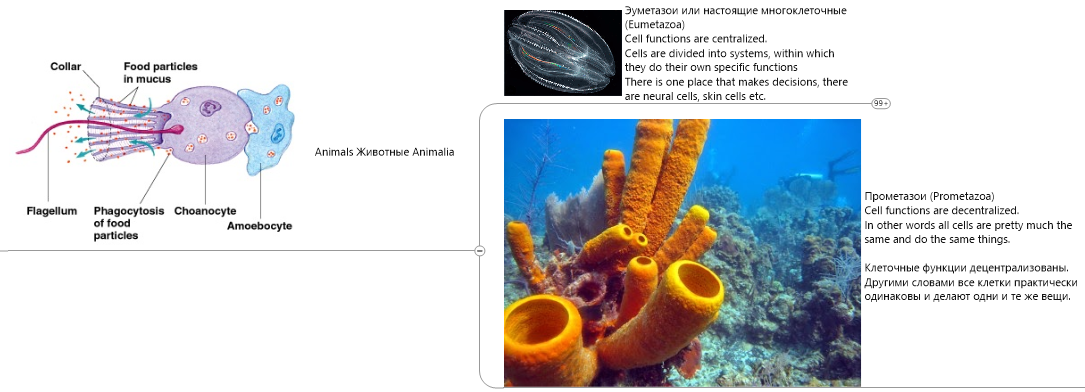 Collar
Food particles
in mucus
Flagellum
Phagocytosis
of food
particles
Choanocyte
Amoebocyte
Animals Животные Animalia
Эуметазои или настоящие многоклеточные
(Eumetazoa)
Cell functions are centralized.
Cells are divided into systems, within which
they do their own specific functions
There is one place that makes decisions, there
are neural cells, skin cells etc.
99+
Прометазои (Prometazoa)
Cell functions are decentralized.
In other words all cells are pretty much the
same and do the same things.
Клеточные функции децентрализованы.
Другими словами все клетки практически
одинаковы и делают одни и те же вещи.